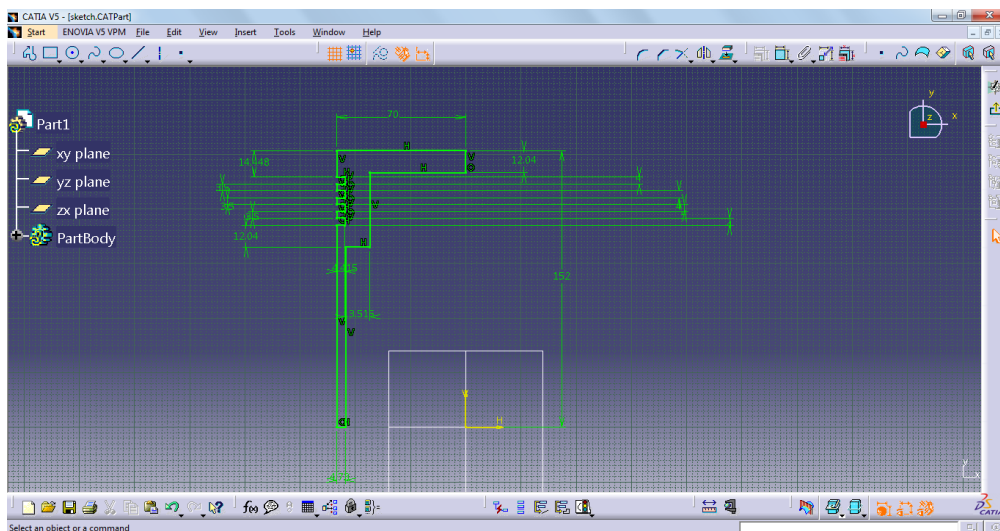 CATIA V5 - [sketch.CATPart]
Start ENOVIA V5 VPM File Edit View Insert Tools Window Help
Part1
xy plane
yz plane
zx plane
PartBody
70
H
V
14.448
12.04
H
V
12.04
H
152
3.515
V
V
V
H
y
x
z
y
x
CATIA
Select an object or a command